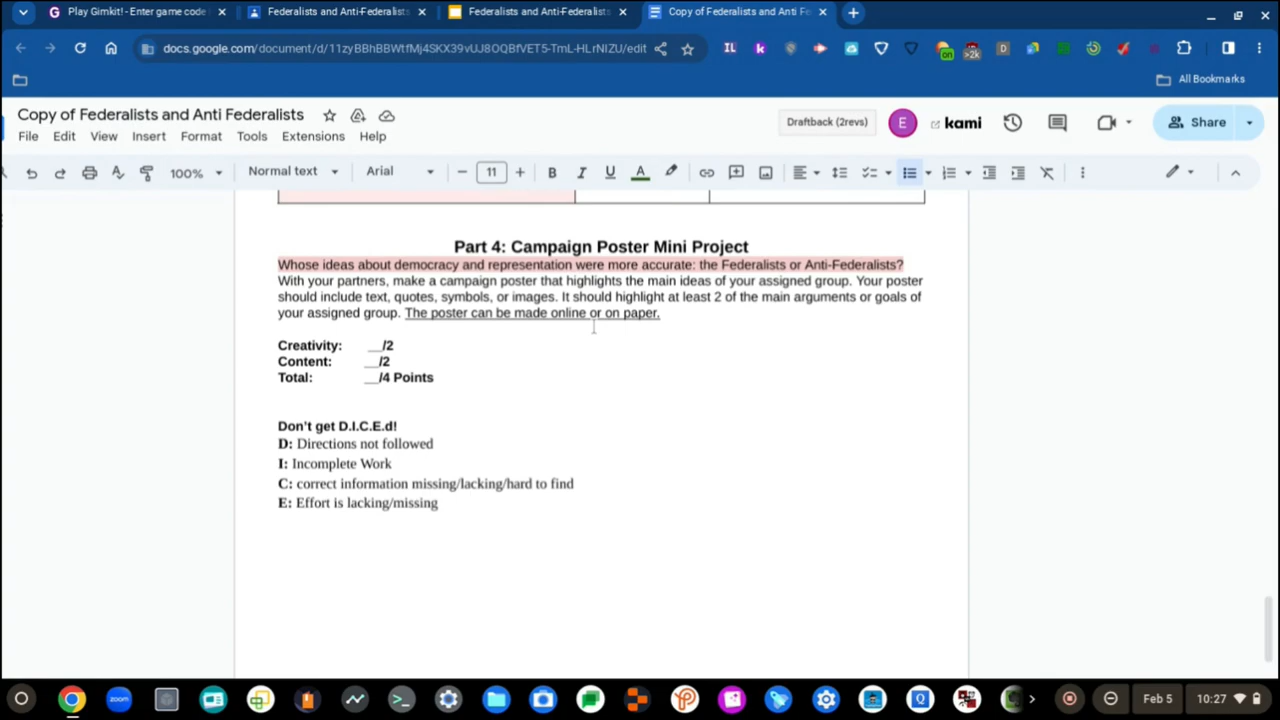 Play Gimkit! - Enter game code
Federalists and Anti-Federalists
Federalists and Anti-Federalists
Copy of Federalists and Anti Fe
docs.google.com/document/d/11zyBBhBBWtfMj4SKX39vUJ8OQBfVET5-TmL-HLrNIZU/edit
All Bookmarks
Copy of Federalists and Anti Federalists
Draftback (2revs)
E
kami
Share
File Edit View Insert Format Tools Extensions Help
100% Normal text Arial 11
Part 4: Campaign Poster Mini Project
Whose ideas about democracy and representation were more accurate: the Federalists or Anti-Federalists?
With your partners, make a campaign poster that highlights the main ideas of your assigned group. Your poster
should include text, quotes, symbols, or images. It should highlight at least 2 of the main arguments or goals of
your assigned group. The poster can be made online or on paper.
Creativity: __/2
Content: __/2
Total: __/4 Points
Don't get D.I.C.E.d!
D: Directions not followed
I: Incomplete Work
C: correct information missing/lacking/hard to find
E: Effort is lacking/missing
zoom
Feb 5
10:27